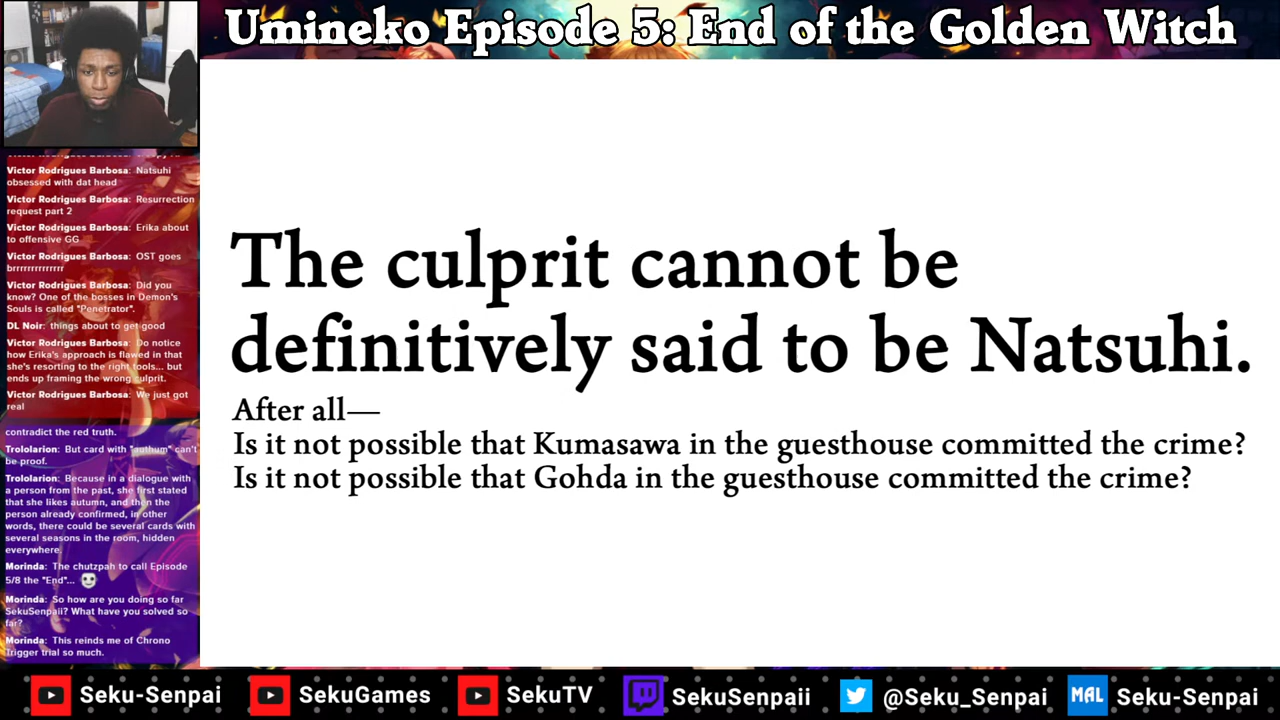 Umineko Episode 5: End of the Golden Witch
Victor Rodrigues Barbosa: Natsuhi
obsessed with dat head
Victor Rodrigues Barbosa: Resurrection
request part 2
Victor Rodrigues Barbosa: Erika about
to offensive GG
Victor Rodrigues Barbosa: OST goes
brrrrrrrrrrrrrr
Victor Rodrigues Barbosa: Did you
know? One of the bosses in Demon's
Souls is called "Penetrator".
DL Noir: things about to get good
Victor Rodrigues Barbosa: Do notice
how Erika's approach is flawed in that
she's resorting to the right tools... but
ends up framing the wrong culprit.
Victor Rodrigues Barbosa: We just got
real
contradict the red truth.
Trololarion: But card with "authum" can't
be proof.
Trololarion: Because in a dialogue with
a person from the past, she first stated
that she likes autumn, and then the
person already confirmed, in other
words, there could be several cards with
several seasons in the room, hidden
everywhere.
Morinda: The chutzpah to call Episode
5/8 the "End"...
Morinda: So how are you doing so far
SekuSenpaii? What have you solved so
far?
Morinda: This reinds me of Chrono
Trigger trial so much.
The culprit cannot be
definitively said to be Natsuhi.
After all—
Is it not possible that Kumasawa in the guesthouse committed the crime?
Is it not possible that Gohda in the guesthouse committed the crime?
Seku-Senpai SekuGames SekuTV SekuSenpaii @Seku_Senpai MAL Seku-Senpai